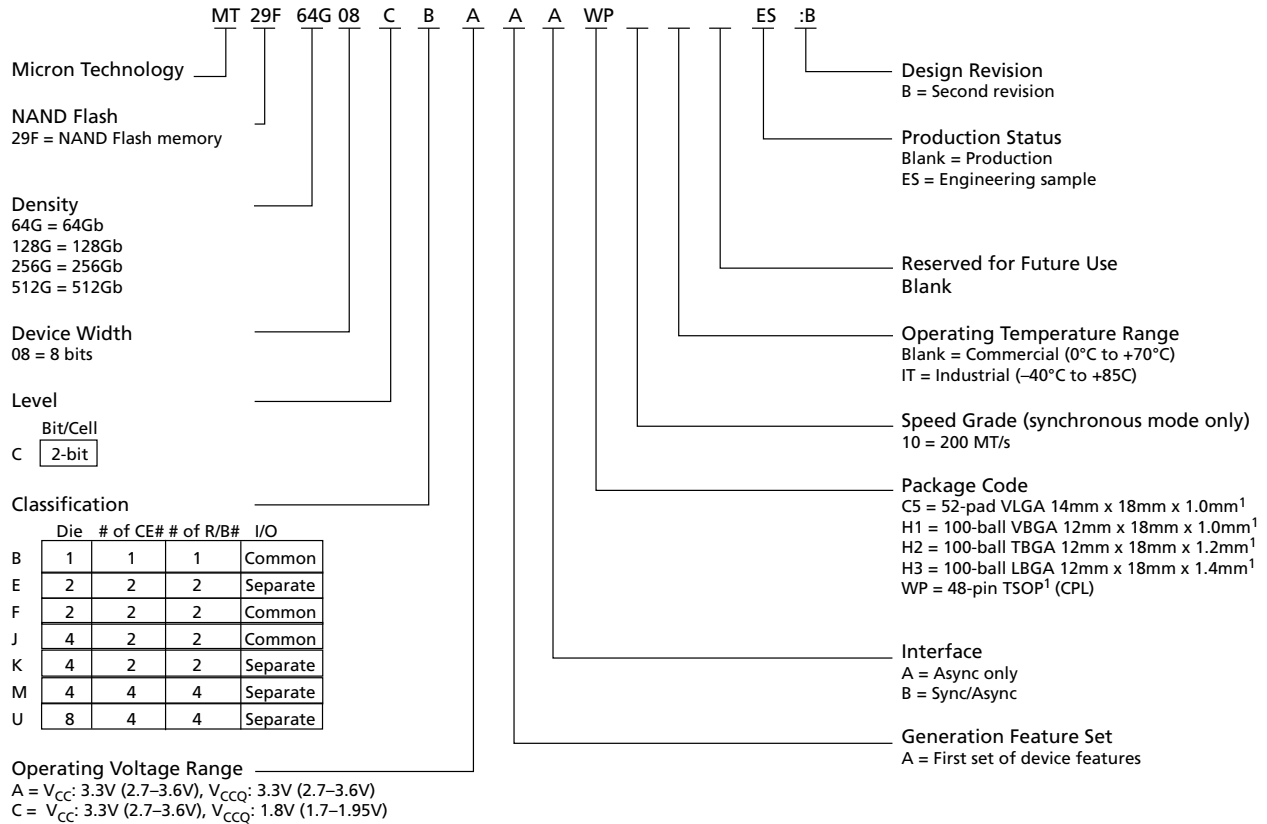 MT 29F 64G 08 C B A A A WP ES :B
Micron Technology
NAND Flash
29F = NAND Flash memory
Density
64G = 64Gb
128G = 128Gb
256G = 256Gb
512G = 512Gb
Device Width
08 = 8 bits
Level
Bit/Cell
C 2-bit
Classification
Die # of CE# # of R/B# I/O
B 1 1 1 Common
E 2 2 2 Separate
F 2 2 2 Common
J 4 2 2 Common
K 4 2 2 Separate
M 4 4 4 Separate
U 8 4 4 Separate
Operating Voltage Range
A = VCC: 3.3V (2.7–3.6V), VCCQ: 3.3V (2.7–3.6V)
C = VCC: 3.3V (2.7–3.6V), VCCQ: 1.8V (1.7–1.95V)
Design Revision
B = Second revision
Production Status
Blank = Production
ES = Engineering sample
Reserved for Future Use
Blank
Operating Temperature Range
Blank = Commercial (0°C to +70°C)
IT = Industrial (–40°C to +85C)
Speed Grade (synchronous mode only)
10 = 200 MT/s
Package Code
C5 = 52-pad VLGA 14mm x 18mm x 1.0mm1
H1 = 100-ball VBGA 12mm x 18mm x 1.0mm1
H2 = 100-ball TBGA 12mm x 18mm x 1.2mm1
H3 = 100-ball LBGA 12mm x 18mm x 1.4mm1
WP = 48-pin TSOP1 (CPL)
Interface
A = Async only
B = Sync/Async
Generation Feature Set
A = First set of device features